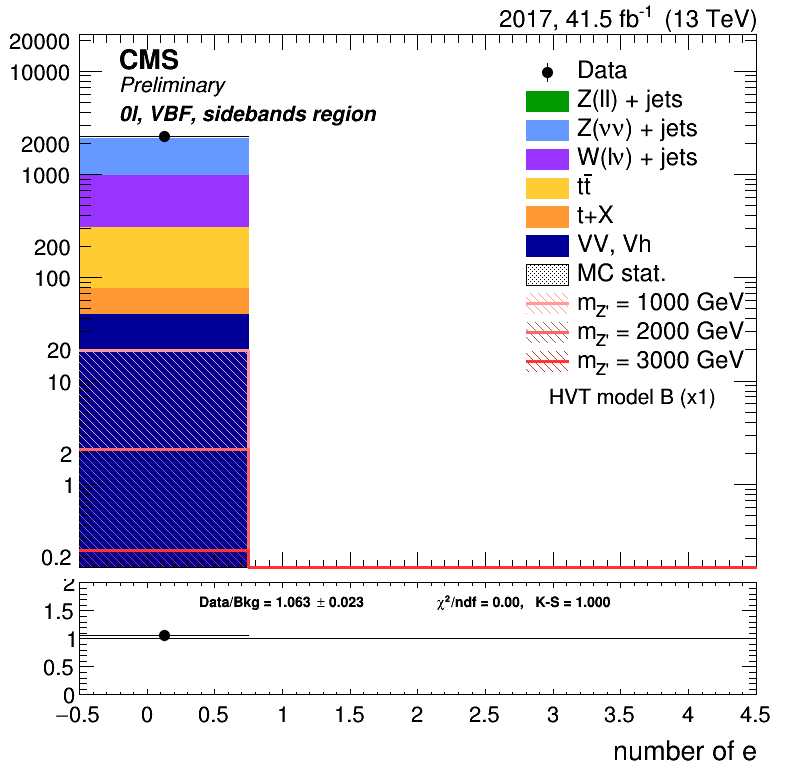 2017, 41.5 fb⁻¹ (13 TeV)
20000
10000
2000
1000
200
100
20
10
2
1
0.2
CMS
Preliminary
0l, VBF, sidebands region
Data
Z(ll) + jets
Z(νν) + jets
W(lν) + jets
tt̄
t+X
VV, Vh
MC stat.
m_Z' = 1000 GeV
m_Z' = 2000 GeV
m_Z' = 3000 GeV
HVT model B (x1)
2
1.5
1
0.5
0
Data/Bkg = 1.063 ± 0.023 χ²/ndf = 0.00, K-S = 1.000
−0.5 0 0.5 1 1.5 2 2.5 3 3.5 4 4.5
number of e